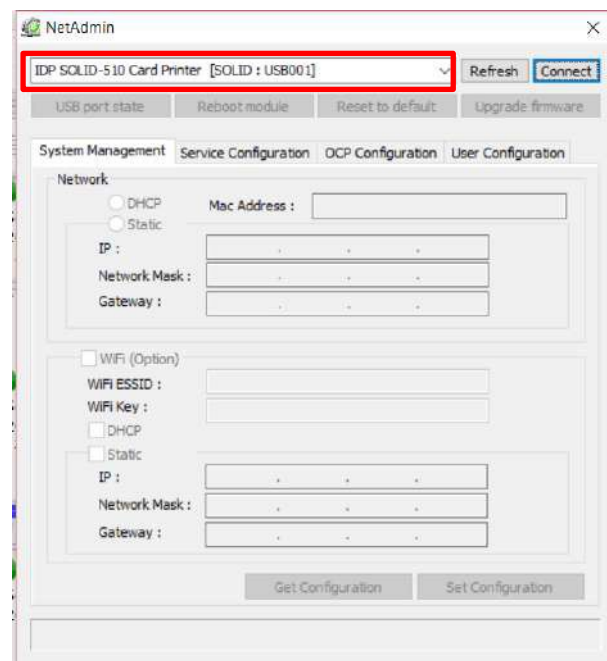 NetAdmin
IDP SOLID-510 Card Printer [SOLID : USB001] Refresh Connect
USB port state Reboot module Reset to default Upgrade firmware
System Management Service Configuration OCP Configuration User Configuration
Network
DHCP Mac Address :
Static
IP : . . .
Network Mask : . . .
Gateway : . . .
WiFi (Option)
WiFi ESSID :
WiFi Key :
DHCP
Static
IP : . . .
Network Mask : . . .
Gateway : . . .
Get Configuration Set Configuration